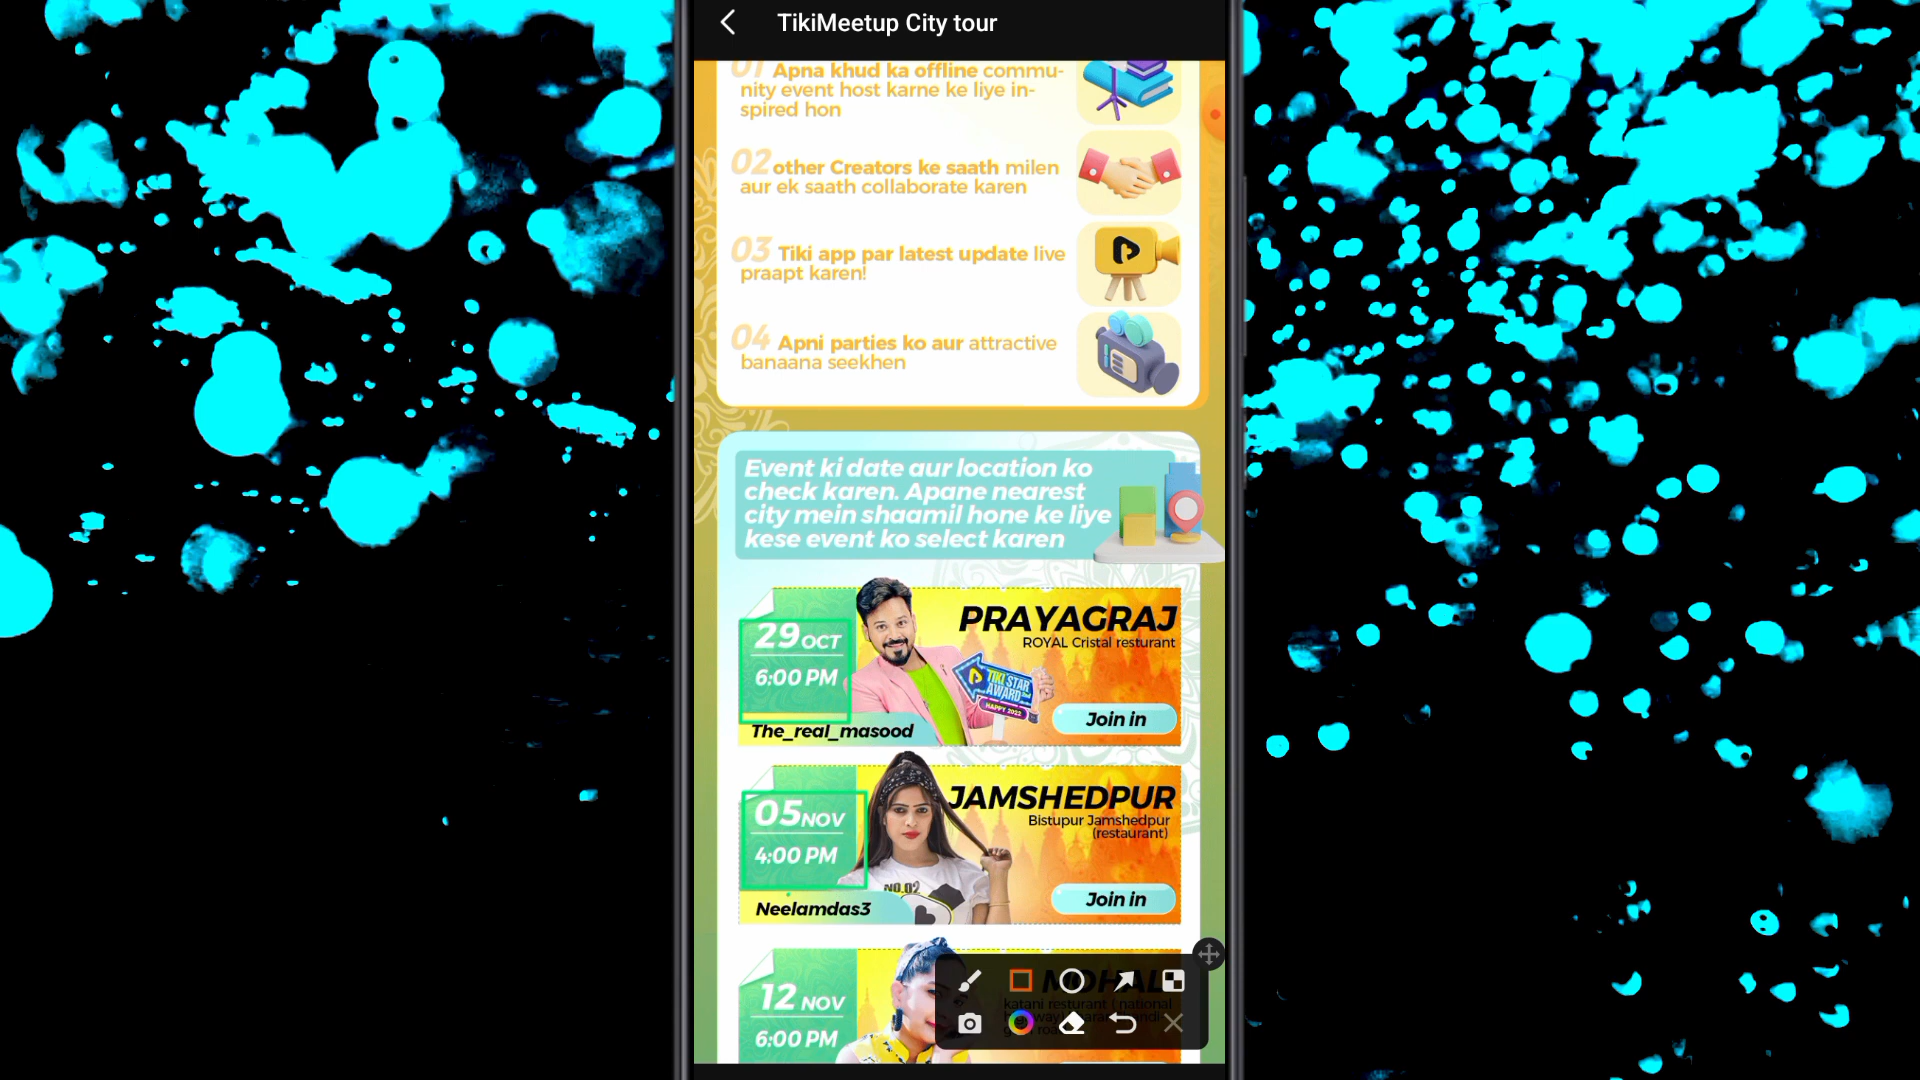 TikiMeetup City tour
01 Apna khud ka offline commu-
nity event host karne ke liye in-
spired hon
02 other Creators ke saath milen
aur ek saath collaborate karen
03 Tiki app par latest update live
praapt karen!
04 Apni parties ko aur attractive
banaana seekhen
Event ki date aur location ko
check karen. Apane nearest
city mein shaamil hone ke liye
kese event ko select karen
PRAYAGRAJ
ROYAL Cristal resturant
29 OCT
6:00 PM
TIKI STAR
AWARD
HAPPY 2022
Join in
The_real_masood
JAMSHEDPUR
Bistupur Jamshedpur
(restaurant)
05 NOV
4:00 PM
NO.02
Join in
Neelamdas3
12 NOV
6:00 PM
katani resturant ( national